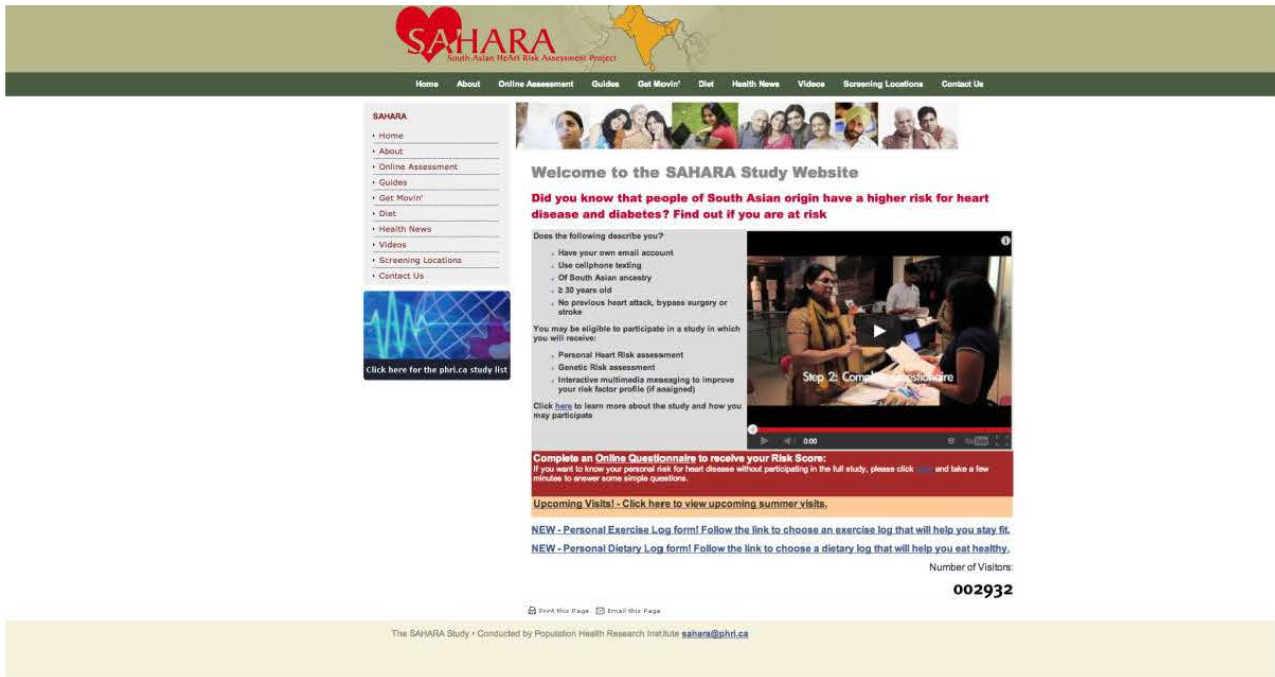 SAHARA
South Asian HeArt Risk Assessment Project
Home About Online Assessment Guides Get Movin' Diet Health News Videos Screening Locations Contact Us
SAHARA
Home
About
Online Assessment
Guides
Get Movin'
Diet
Health News
Videos
Screening Locations
Contact Us
Click here for the phri.ca study list
Welcome to the SAHARA Study Website
Did you know that people of South Asian origin have a higher risk for heart
disease and diabetes? Find out if you are at risk
Does the following describe you?
Have your own email account
Use cellphone texting
Of South Asian ancestry
≥ 30 years old
No previous heart attack, bypass surgery or
stroke
You may be eligible to participate in a study in which
you will receive:
Personal Heart Risk assessment
Genetic Risk assessment
Interactive multimedia messaging to improve
your risk factor profile (if assigned)
Click here to learn more about the study and how you
may participate
Step 2: Complete Questionaire
0:00
YouTube
Complete an Online Questionnaire to receive your Risk Score:
If you want to know your personal risk for heart disease without participating in the full study, please click and take a few
minutes to answer some simple questions.
Upcoming Visits! - Click here to view upcoming summer visits.
NEW - Personal Exercise Log form! Follow the link to choose an exercise log that will help you stay fit.
NEW - Personal Dietary Log form! Follow the link to choose a dietary log that will help you eat healthy.
Number of Visitors:
002932
Print this Page Email this Page
The SAHARA Study • Conducted by Population Health Research Institute sahara@phri.ca